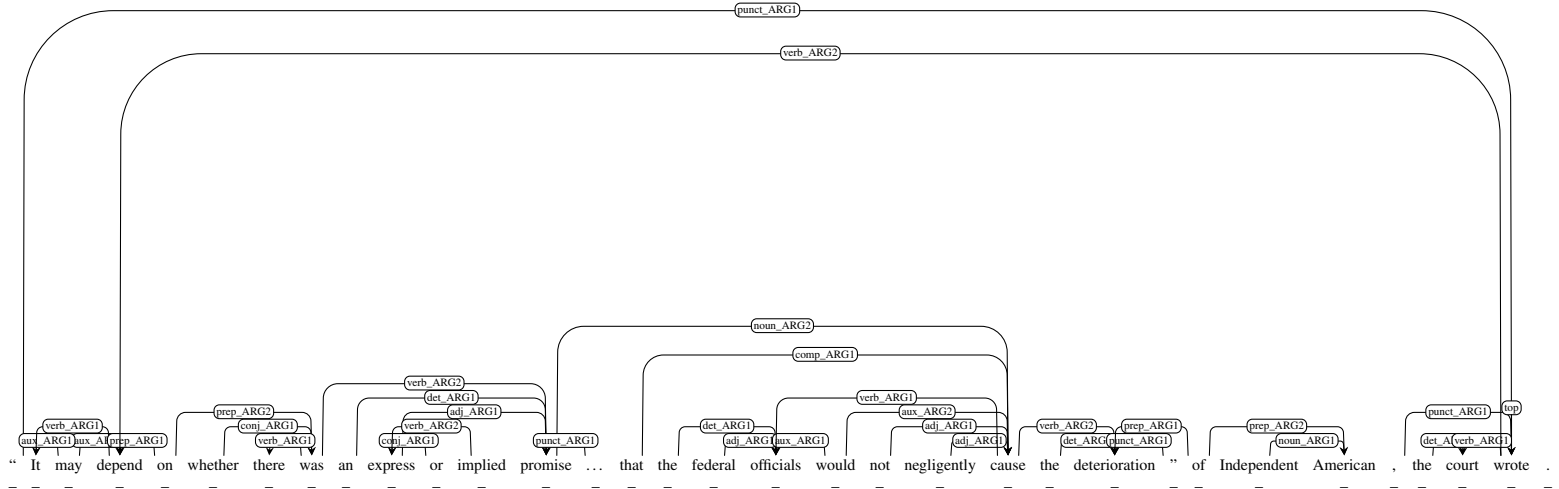 punct_ARG1
verb_ARG2
noun_ARG2
comp_ARG1
verb_ARG2
det_ARG1 verb_ARG1
prep_ARG2 adj_ARG1 aux_ARG2 punct_ARG1 top
verb_ARG1 conj_ARG1 verb_ARG2 det_ARG1 adj_ARG1 verb_ARG2 prep_ARG1 prep_ARG2
aux_ARG1 prep_ARG1 verb_ARG1 conj_ARG1 punct_ARG1 adj_ARG1 aux_ARG1 adj_ARG1 punct_ARG1 noun_ARG1 verb_ARG1
“ It may depend on whether there was an express or implied promise ... that the federal officials would not negligently cause the deterioration ” of Independent American , the court wrote .